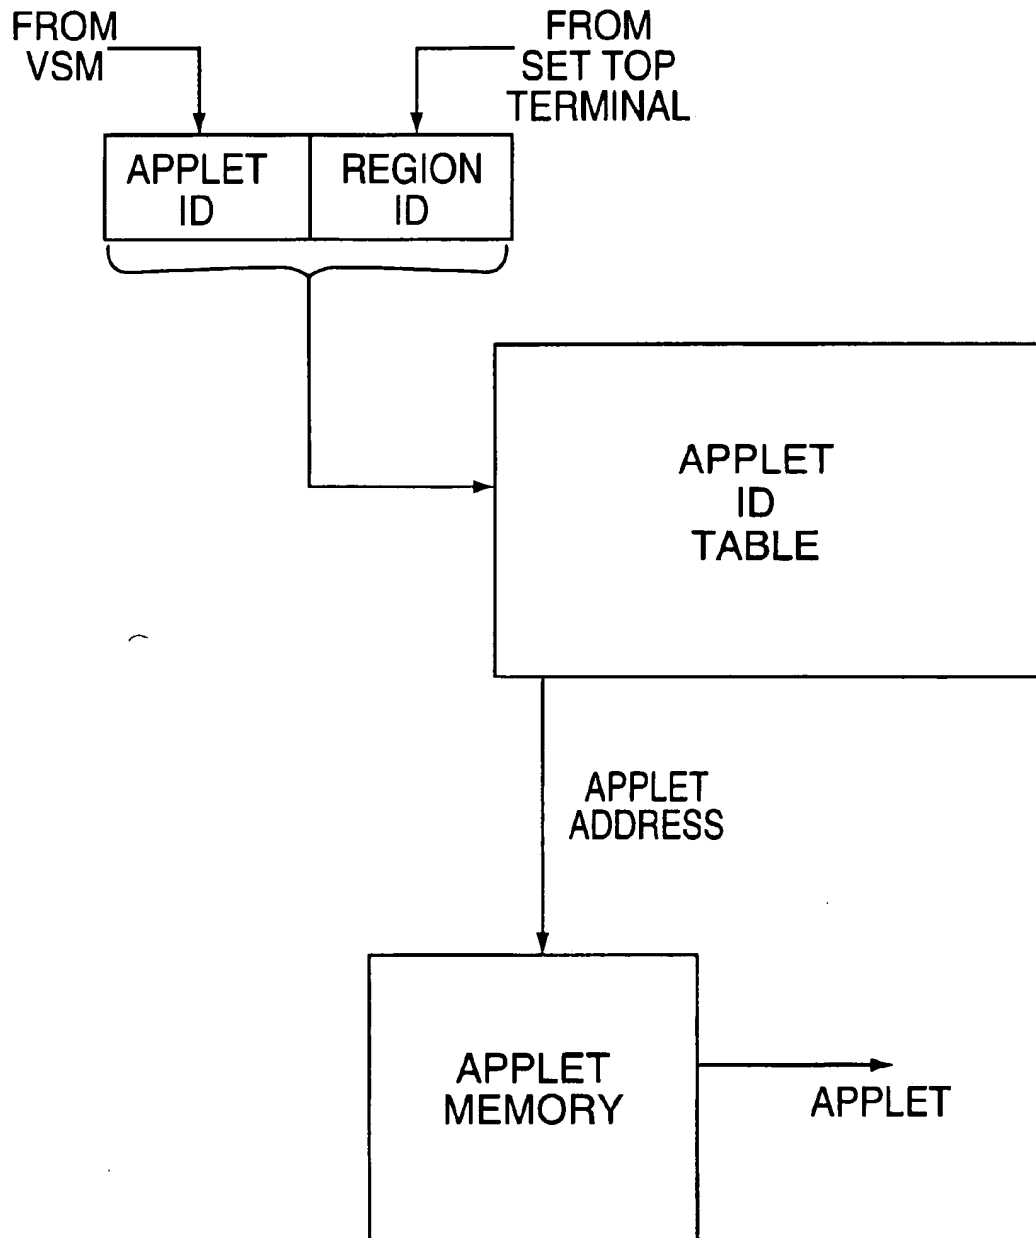 FROM
VSM
FROM
SET TOP
TERMINAL
APPLET
ID
REGION
ID
APPLET
ID
TABLE
APPLET
ADDRESS
APPLET
MEMORY
APPLET